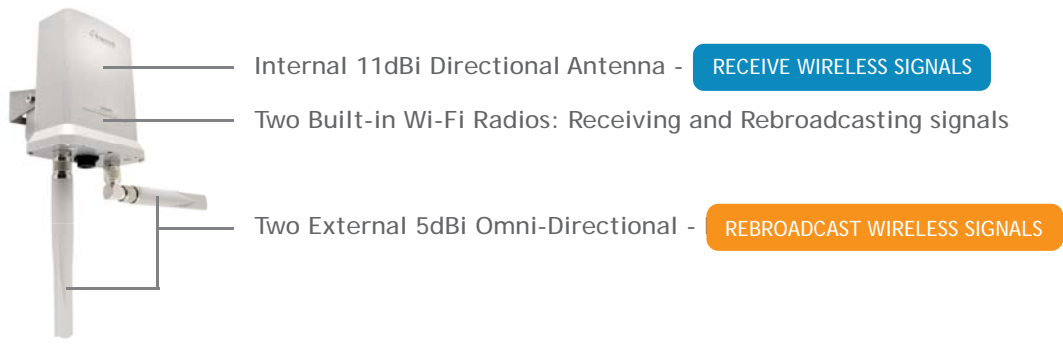 Internal 11dBi Directional Antenna - RECEIVE WIRELESS SIGNALS
Two Built-in Wi-Fi Radios: Receiving and Rebroadcasting signals
Two External 5dBi Omni-Directional - REBROADCAST WIRELESS SIGNALS